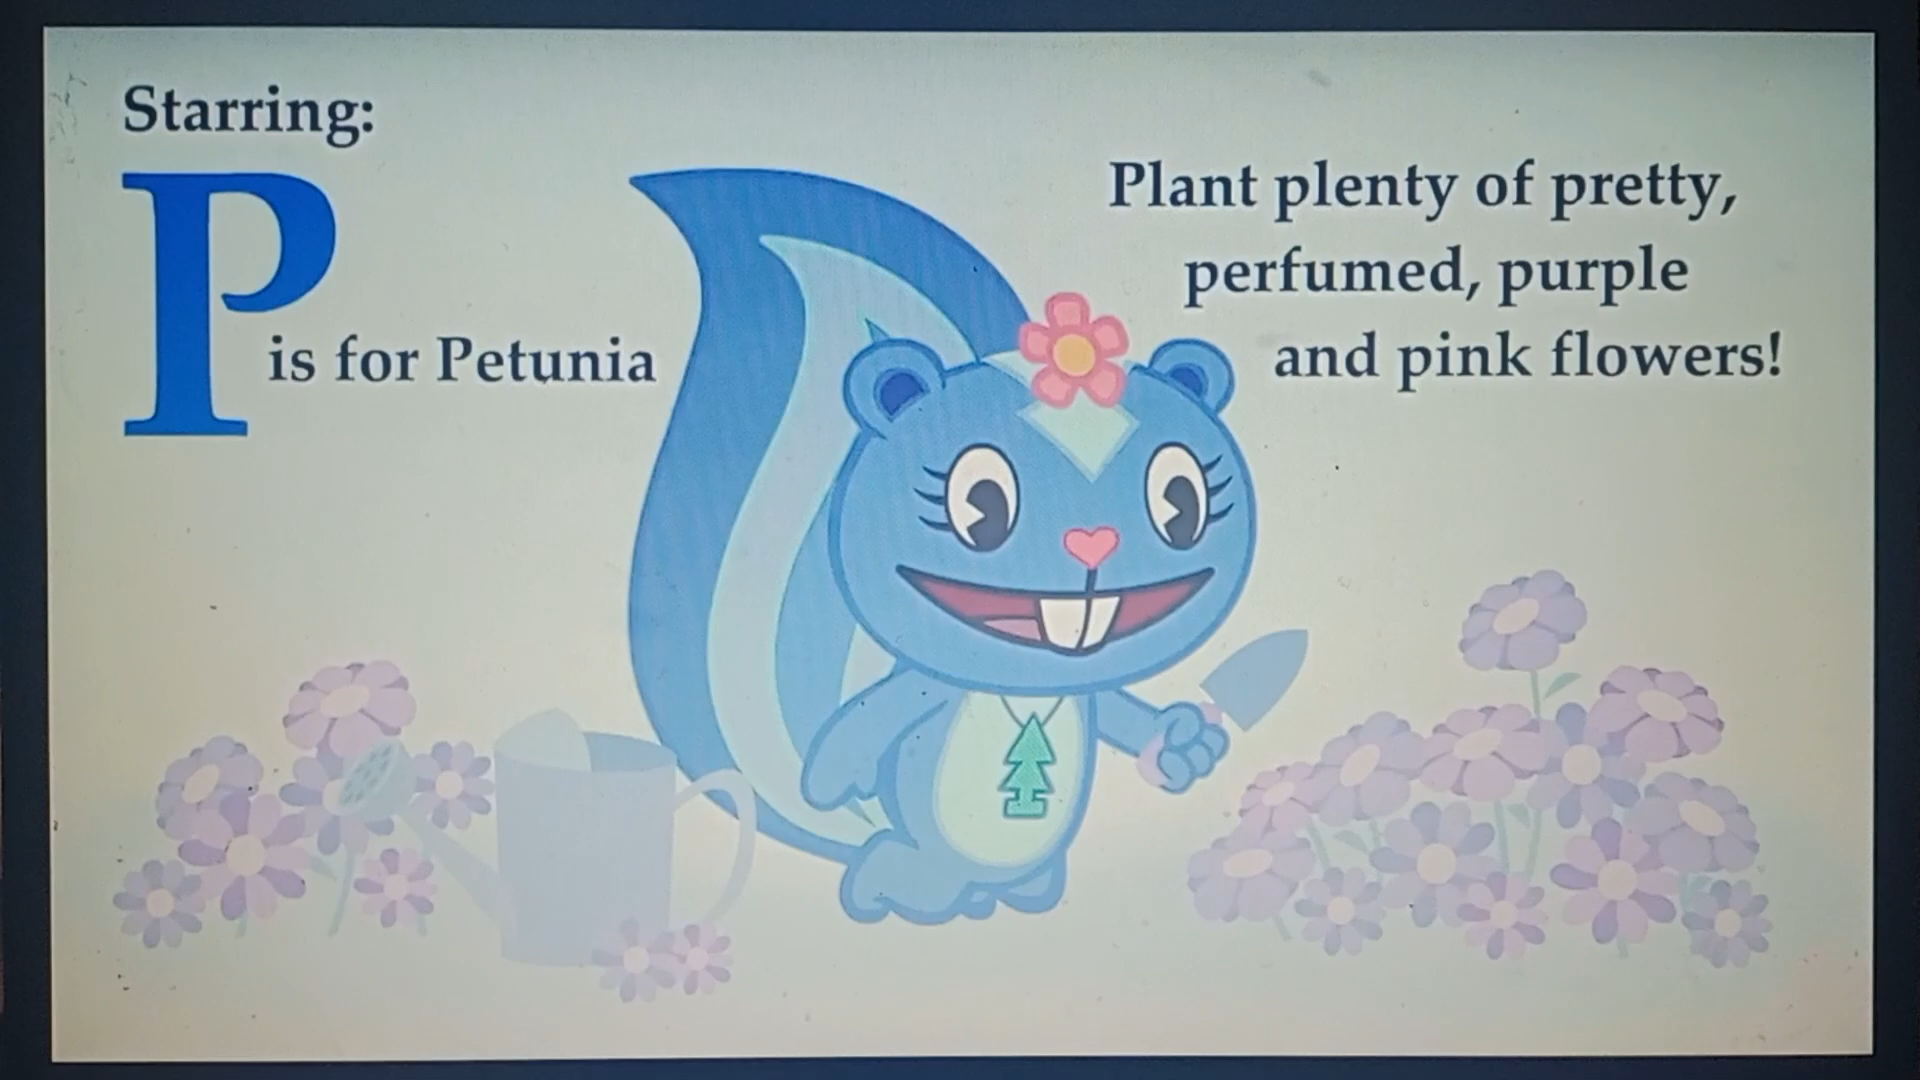 Starring:
P is for Petunia
Plant plenty of pretty,
perfumed, purple
and pink flowers!